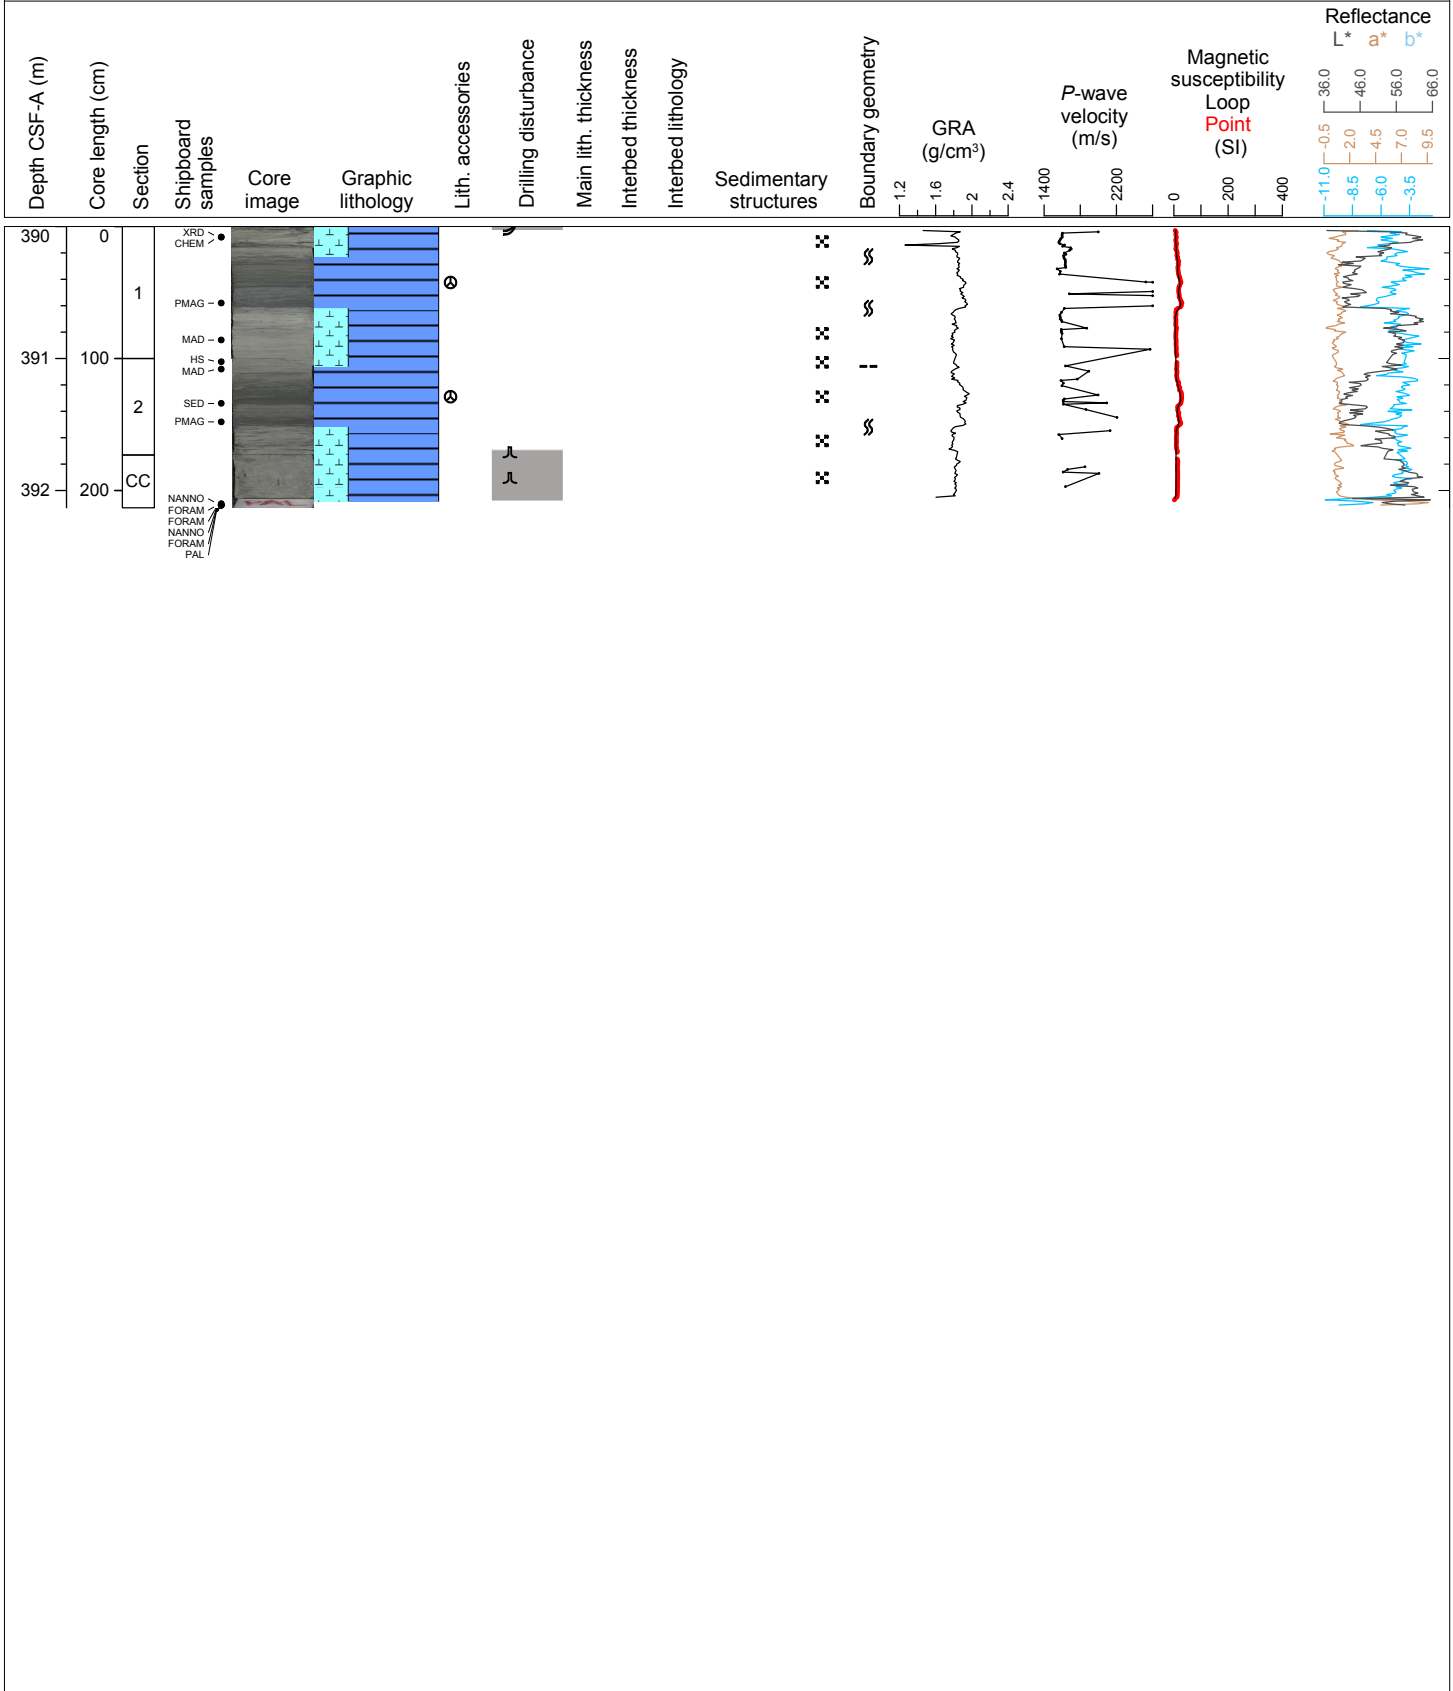 Depth CSF-A (m)
Core length (cm)
Section
Shipboard
samples
Core
image
Graphic
lithology
Lith. accessories
Drilling disturbance
Main lith. thickness
Interbed thickness
Interbed lithology
Sedimentary
structures
Boundary geometry
GRA
(g/cm³)
1.2
1.6
2
2.4
P-wave
velocity
(m/s)
1400
2200
Magnetic
susceptibility
Loop
Point
(SI)
0
200
400
Reflectance
L* a* b*
36.0
46.0
56.0
66.0
-0.5
2.0
4.5
7.0
9.5
-11.0
-8.5
-6.0
-3.5
390
391
392
0
100
200
1
2
CC
XRD
CHEM
PMAG
MAD
HS
MAD
SED
PMAG
NANNO
FORAM
FORAM
NANNO
FORAM
PAL